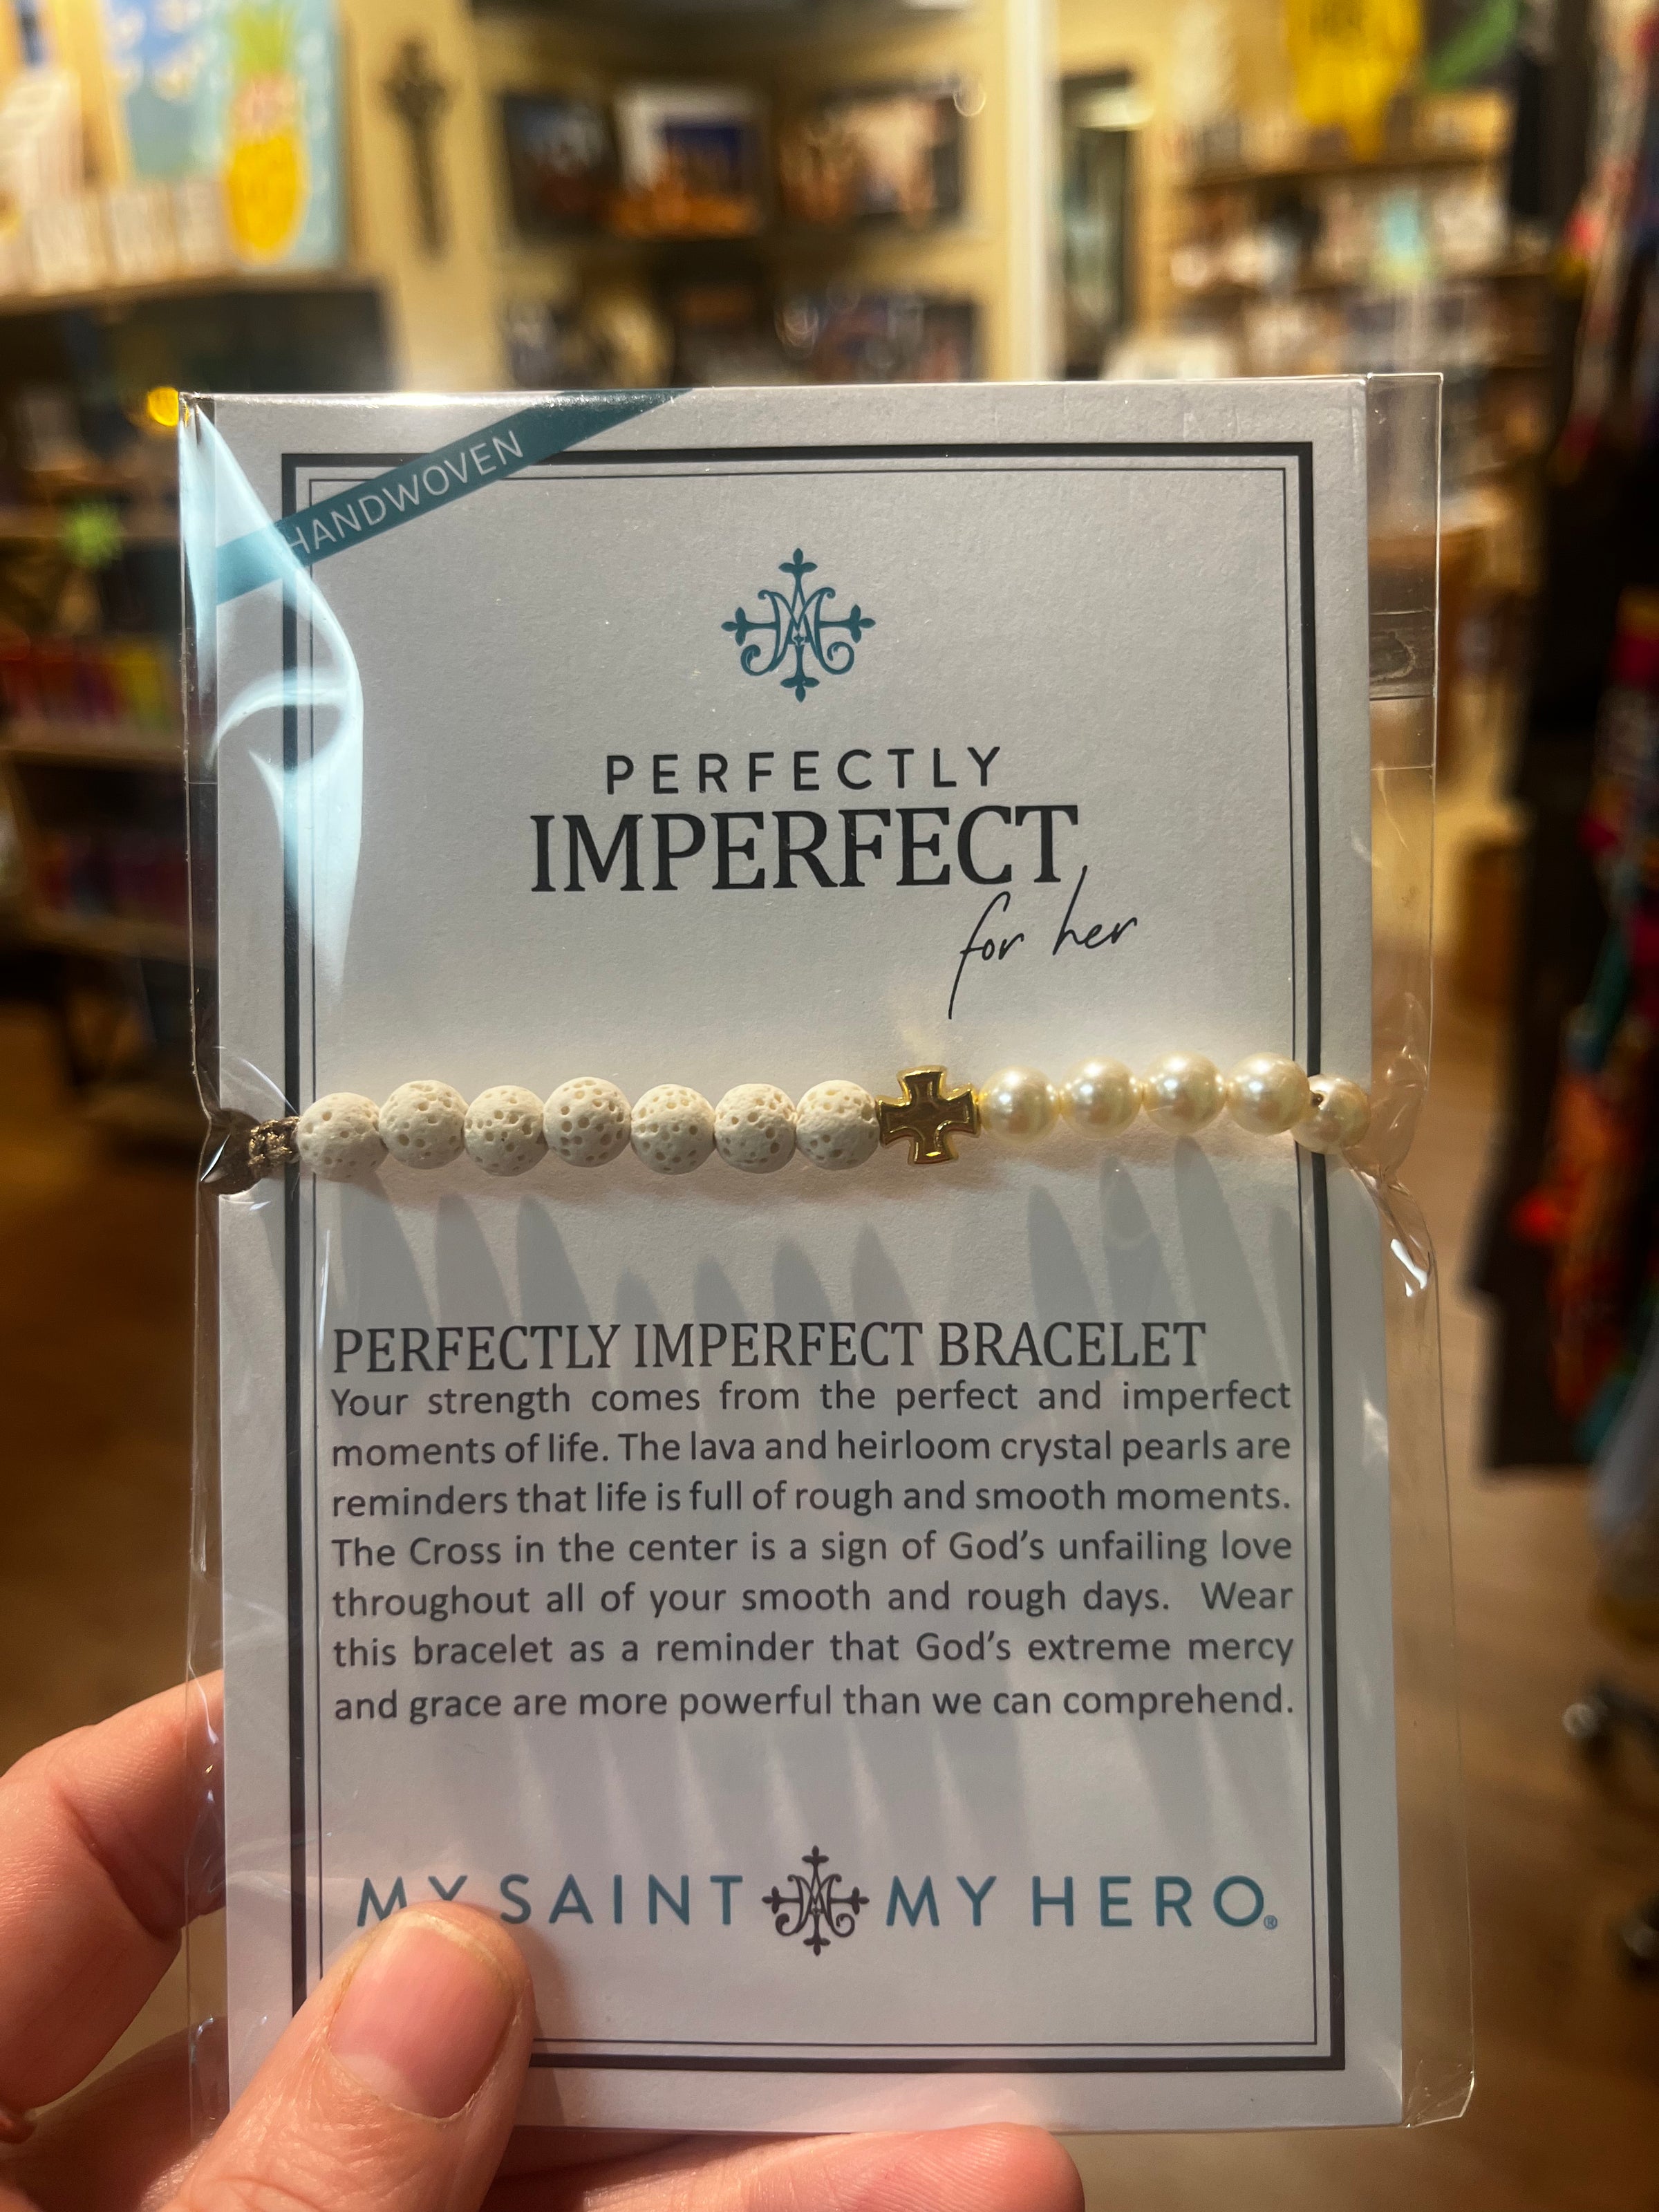 HANDWOVEN
PERFECTLY
IMPERFECT
for her
PERFECTLY IMPERFECT BRACELET
Your strength comes from the perfect and imperfect
moments of life. The lava and heirloom crystal pearls are
reminders that life is full of rough and smooth moments.
The Cross in the center is a sign of God's unfailing love
throughout all of your smooth and rough days. Wear
this bracelet as a reminder that God's extreme mercy
and grace are more powerful than we can comprehend.
MY SAINT MY HERO®